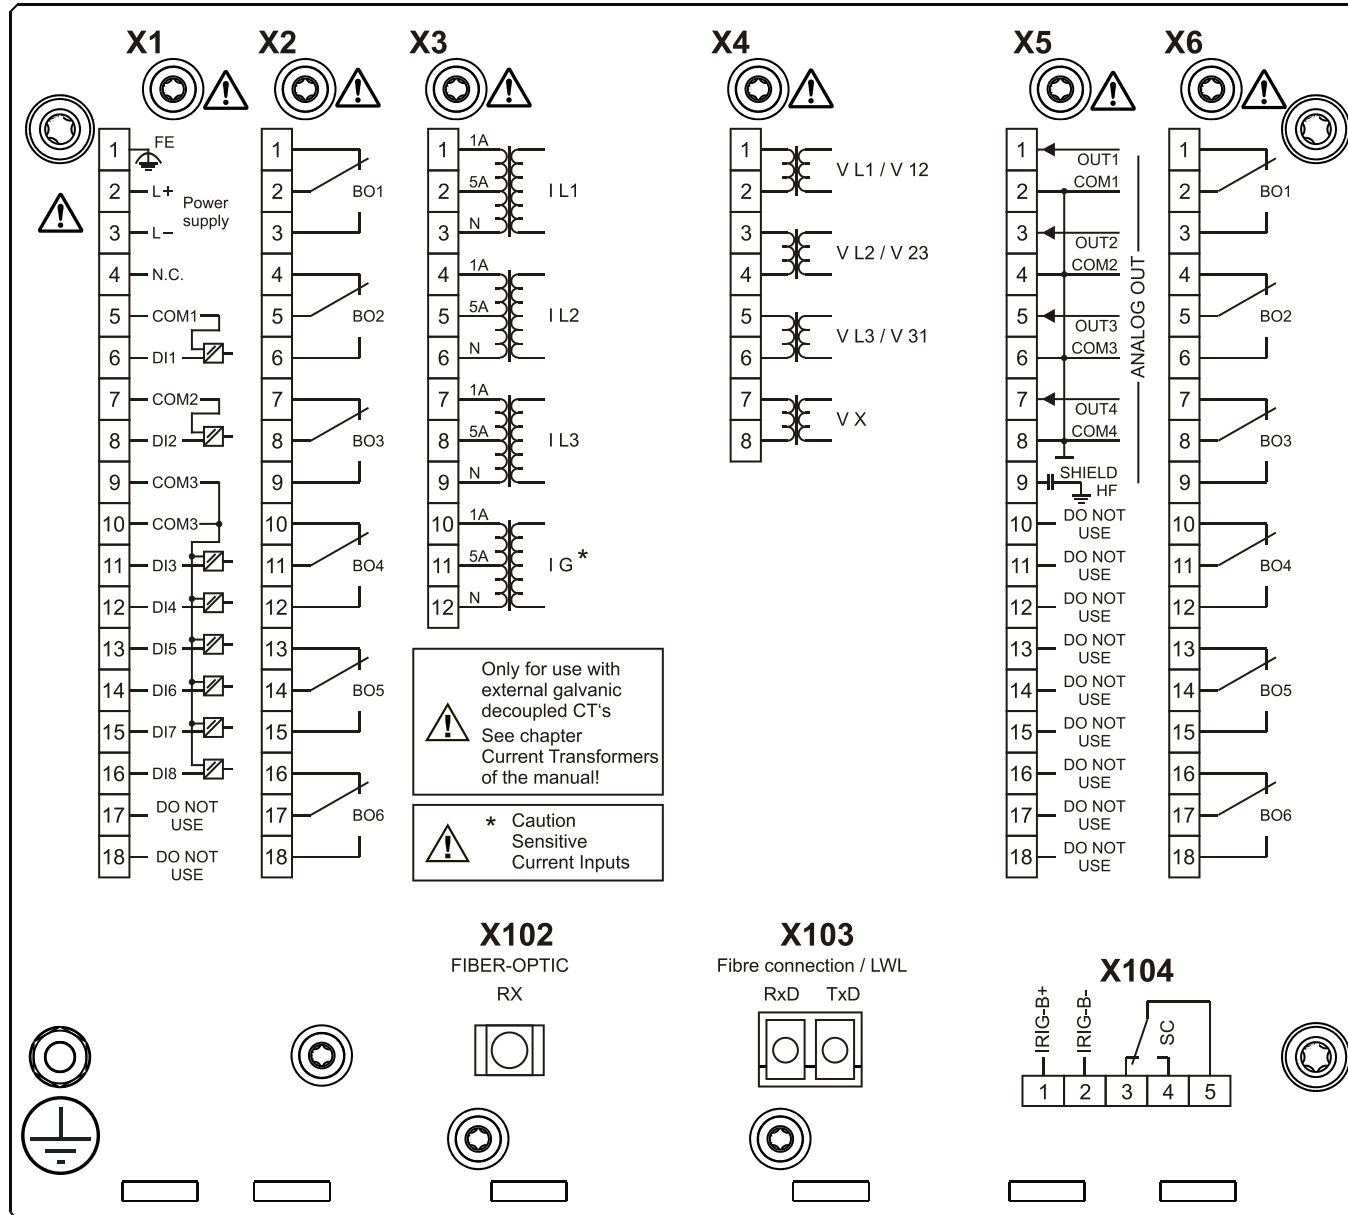 X1
X2
X3
X4
X5
X6
1 FE
2 L+
Power
supply
3 L–
4 N.C.
5 COM1
6 DI1
7 COM2
8 DI2
9 COM3
10 COM3
11 DI3
12 DI4
13 DI5
14 DI6
15 DI7
16 DI8
17 DO NOT
USE
18 DO NOT
USE
1
2 BO1
3
4
5 BO2
6
7
8 BO3
9
10
11 BO4
12
13
14 BO5
15
16
17 BO6
18
1 1A
2 5A I L1
3 N
4 1A
5 5A I L2
6 N
7 1A
8 5A I L3
9 N
10 1A
11 5A I G *
12 N
Only for use with
external galvanic
decoupled CT‘s
See chapter
Current Transformers
of the manual!
* Caution
Sensitive
Current Inputs
1
V L1 / V 12
2
3
V L2 / V 23
4
5
V L3 / V 31
6
7
V X
8
1 OUT1
2 COM1
3 OUT2
4 COM2
5 OUT3
6 COM3
7 OUT4
8 COM4
ANALOG OUT
9 SHIELD
HF
10 DO NOT
USE
11 DO NOT
USE
12 DO NOT
USE
13 DO NOT
USE
14 DO NOT
USE
15 DO NOT
USE
16 DO NOT
USE
17 DO NOT
USE
18 DO NOT
USE
1
2 BO1
3
4
5 BO2
6
7
8 BO3
9
10
11 BO4
12
13
14 BO5
15
16
17 BO6
18
X102
FIBER-OPTIC
RX
X103
Fibre connection / LWL
RxD TxD
X104
IRIG-B+
IRIG-B-
SC
1 2 3 4 5